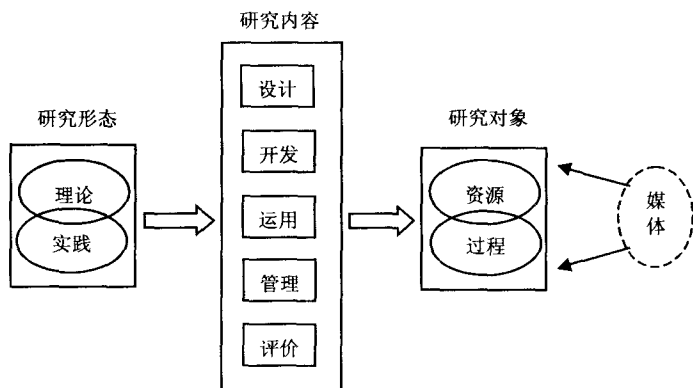 研究内容
设计
研究形态
研究对象
开发
理论
资源
媒体
运用
实践
过程
管理
评价